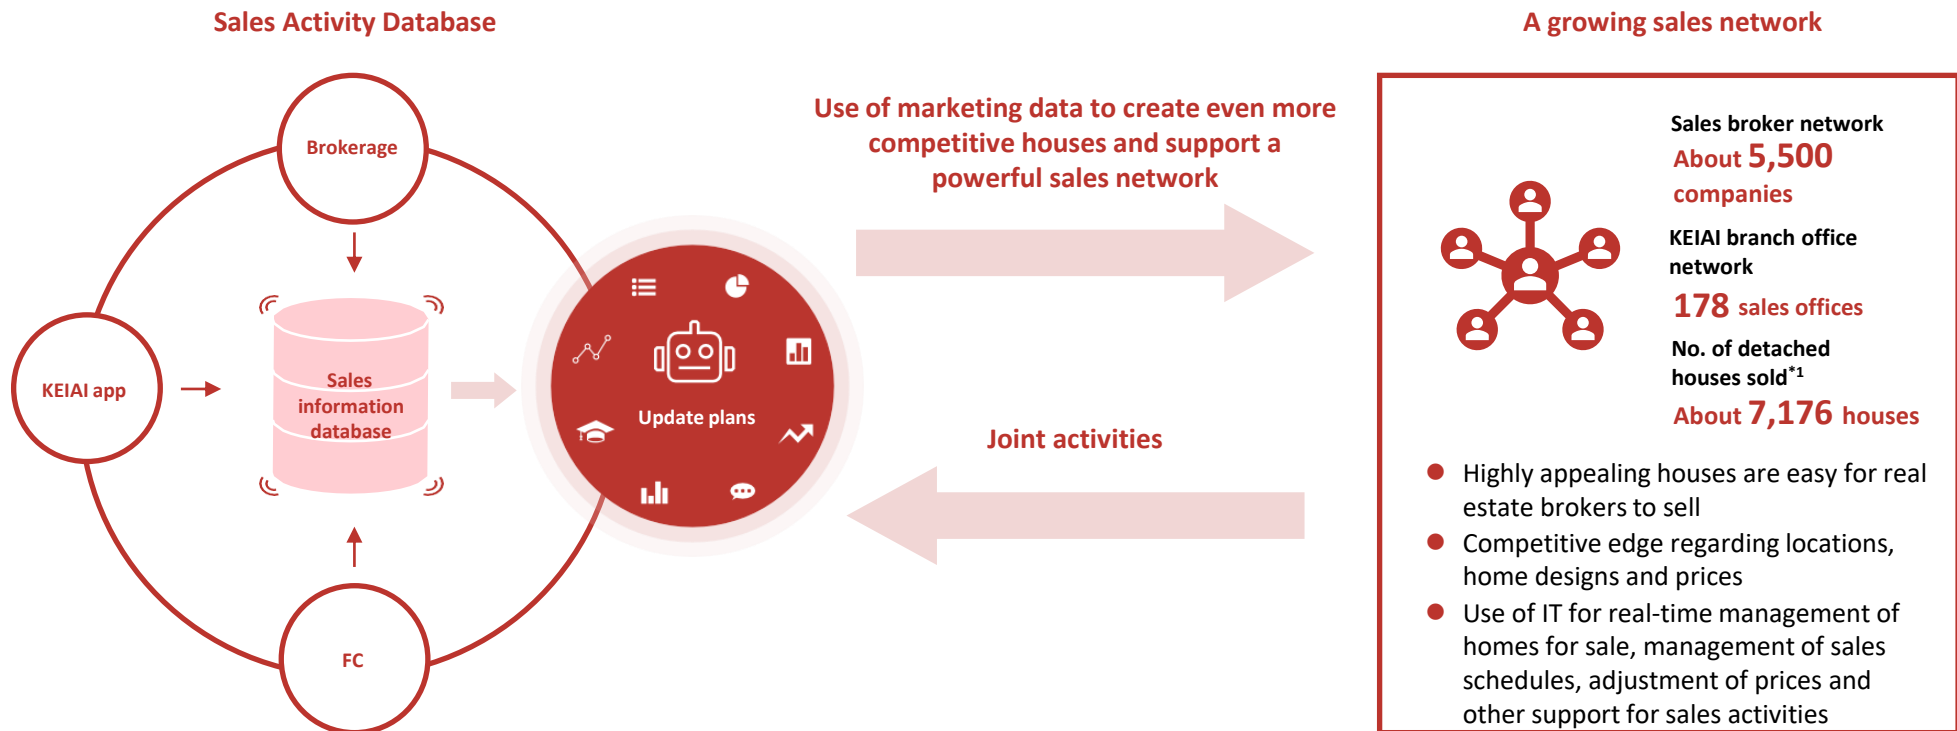 Sales Activity Database
Brokerage
KEIAI app
Sales
information
database
FC
Update plans
Use of marketing data to create even more
competitive houses and support a
powerful sales network
Joint activities
A growing sales network
Sales broker network
About 5,500
companies
KEIAI branch office
network
178 sales offices
No. of detached
houses sold*1
About 7,176 houses
● Highly appealing houses are easy for real
estate brokers to sell
● Competitive edge regarding locations,
home designs and prices
● Use of IT for real-time management of
homes for sale, management of sales
schedules, adjustment of prices and
other support for sales activities